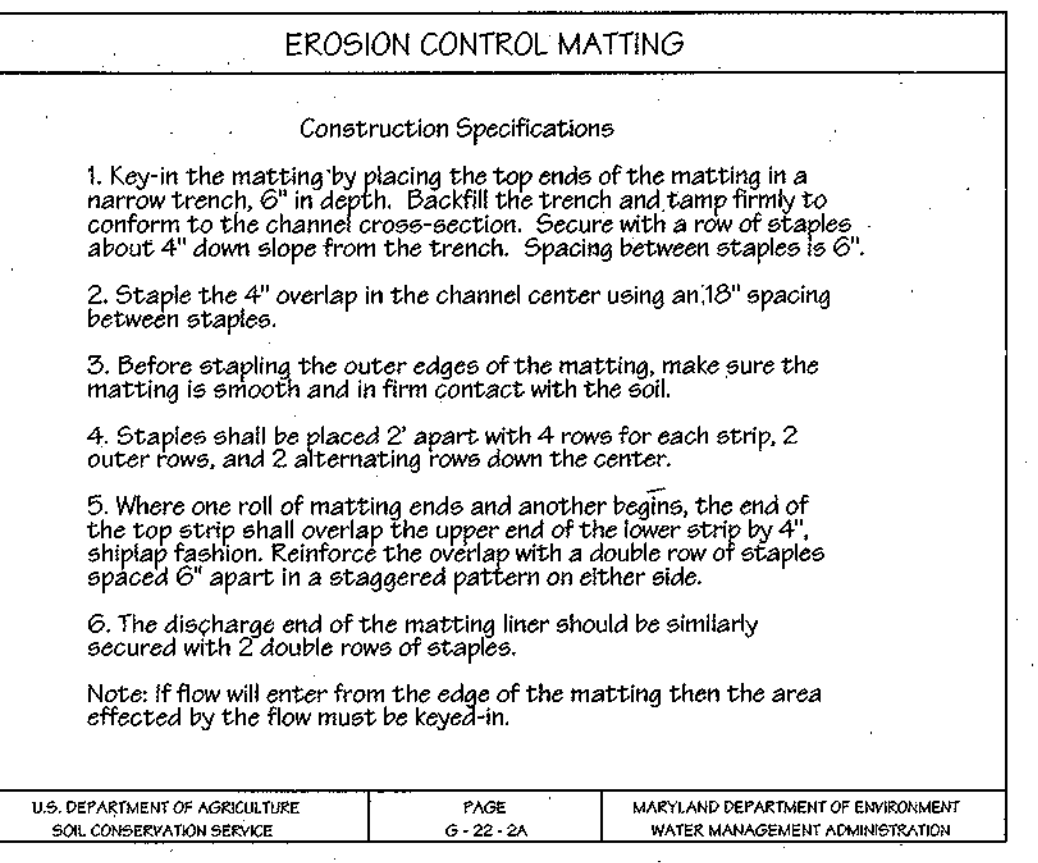 EROSION CONTROL MATTING
Construction Specifications
1. Key-in the matting by placing the top ends of the matting in a
narrow trench, 6" in depth. Backfill the trench and tamp firmly to
conform to the channel cross-section. Secure with a row of staples
about 4" down slope from the trench. Spacing between staples is 6".
2. Staple the 4" overlap in the channel center using an 18" spacing
between staples.
3. Before stapling the outer edges of the matting, make sure the
matting is smooth and in firm contact with the soil.
4. Staples shall be placed 2' apart with 4 rows for each strip, 2
outer rows, and 2 alternating rows down the center.
5. Where one roll of matting ends and another begins, the end of
the top strip shall overlap the upper end of the lower strip by 4",
shiplap fashion. Reinforce the overlap with a double row of staples
spaced 6" apart in a staggered pattern on either side.
6. The discharge end of the matting liner should be similarly
secured with 2 double rows of staples.
Note: If flow will enter from the edge of the matting then the area
effected by the flow must be keyed-in.
U.S. DEPARTMENT OF AGRICULTURE
SOIL CONSERVATION SERVICE
PAGE
G - 22 - 2A
MARYLAND DEPARTMENT OF ENVIRONMENT
WATER MANAGEMENT ADMINISTRATION